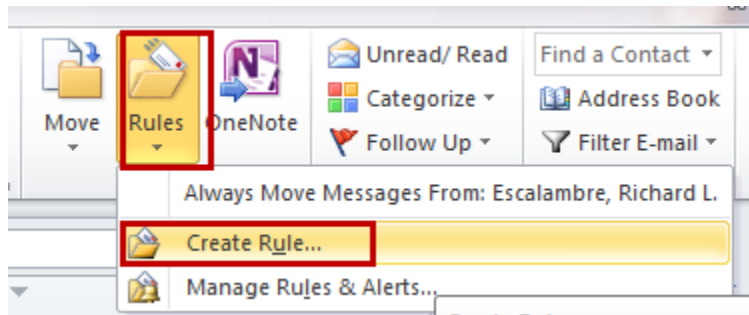 Unread/ Read
Find a Contact
Categorize
Address Book
Move
Rules
OneNote
Follow Up
Filter E-mail
Always Move Messages From: Escalambre, Richard L.
Create Rule...
Manage Rules & Alerts...